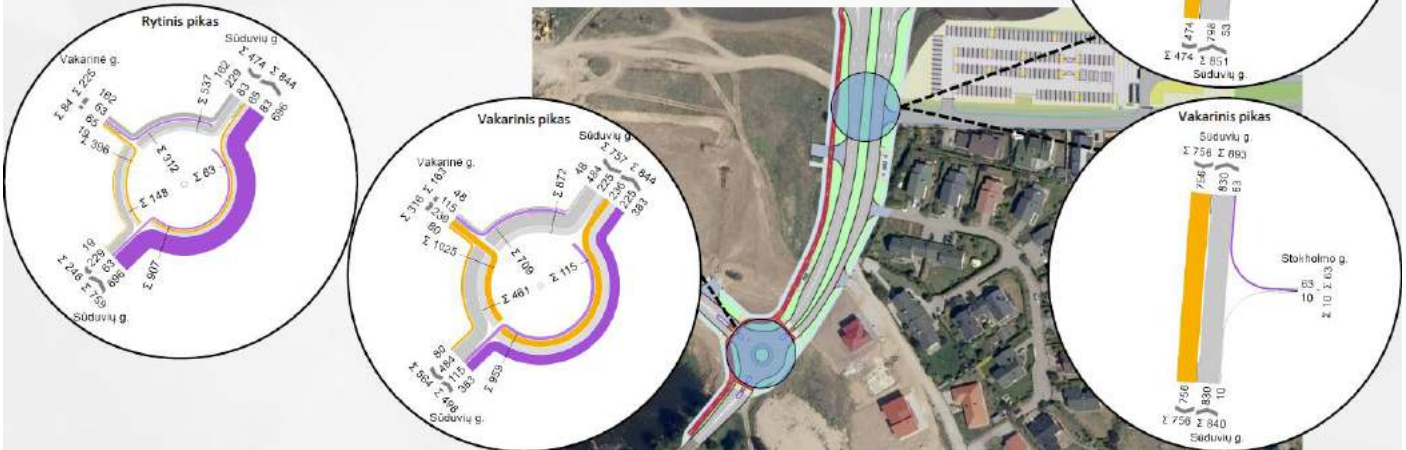 Rytinis pikas
Sūduvių g.
Σ 474 Σ 844
162 229 83 65 83 696
Vakarinė g.
Σ 84 Σ 225
162
63
65
19
Σ 396
Σ 537
Σ 312
Σ 63
Σ 148
Σ 907
19
229
63
696
Σ 248 Σ 759
Sūduvių g.
Vakarinis pikas
Sūduvių g.
Σ 757 Σ 844
48
484
225
236
225
383
Vakarinė g.
Σ 316 Σ 163
48
115
80
Σ 1025
Σ 872
Σ 709
Σ 115
Σ 461
Σ 959
80
484
115
383
Σ 564 Σ 498
Sūduvių g.
474 798 53
Σ 474 Σ 851
Sūduvių g.
Vakarinis pikas
Sūduvių g.
Σ 756 Σ 893
756 830 63
Stokholmo g.
63
10
Σ 10 Σ 63
756 830 10
Σ 756 Σ 840
Sūduvių g.